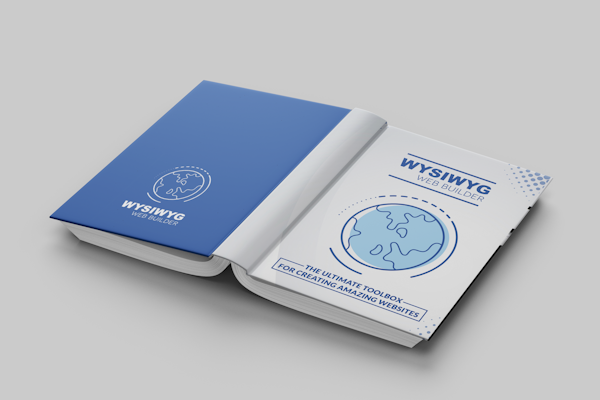 WYSIWYG
WEB BUILDER
WYSIWYG
WEB BUILDER
THE ULTIMATE TOOLBOX
FOR CREATING AMAZING WEBSITES